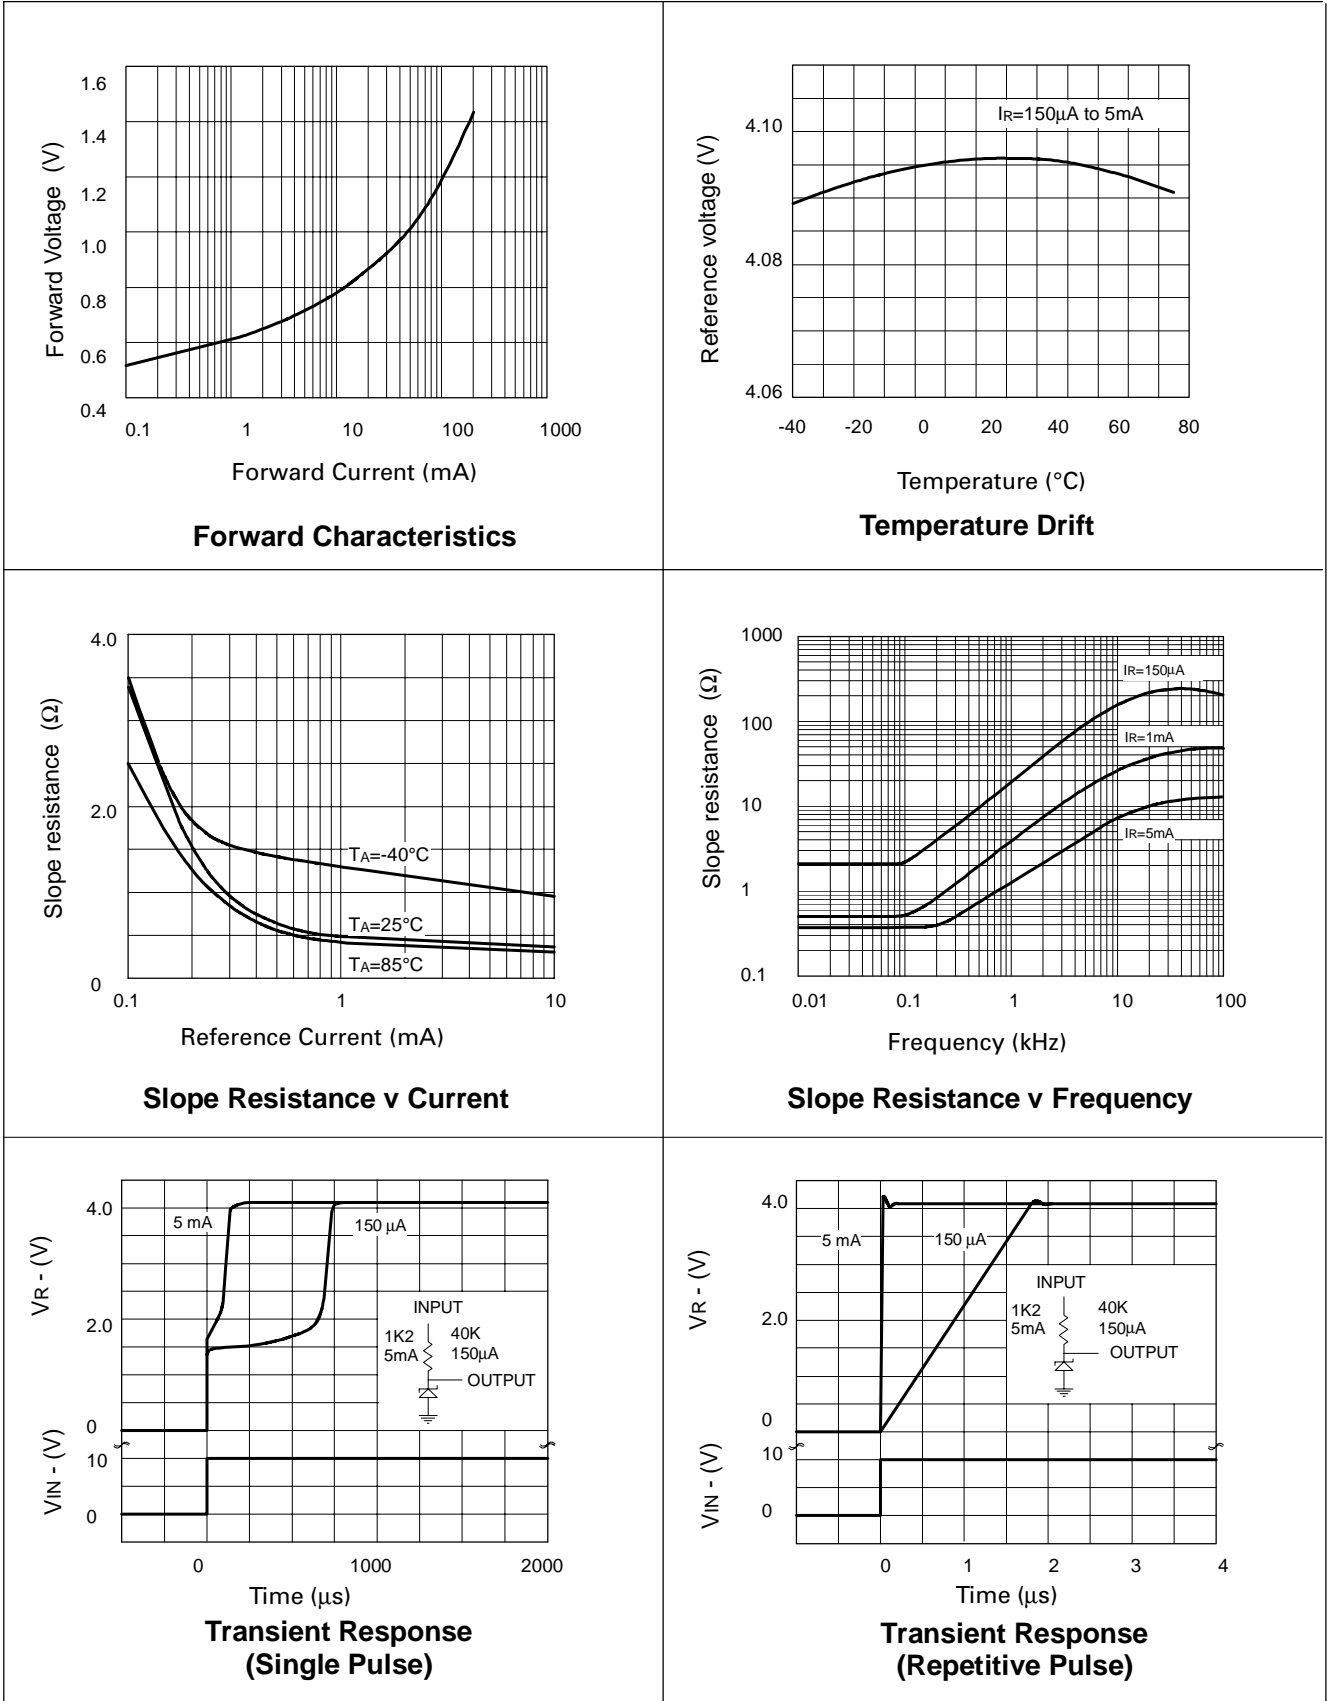 1.6
1.4
1.2
1.0
0.8
0.6
0.4
Forward Voltage (V)
0.1 1 10 100 1000
Forward Current (mA)
Forward Characteristics
4.10
4.08
4.06
Reference voltage (V)
IR=150µA to 5mA
-40 -20 0 20 40 60 80
Temperature (°C)
Temperature Drift
4.0
2.0
0
Slope resistance (Ω)
TA=-40°C
TA=25°C
TA=85°C
0.1 1 10
Reference Current (mA)
Slope Resistance v Current
1000
100
10
1
0.1
Slope resistance (Ω)
IR=150µA
IR=1mA
IR=5mA
0.01 0.1 1 10 100
Frequency (kHz)
Slope Resistance v Frequency
4.0
2.0
0
10
0
VR - (V)
VIN - (V)
5 mA
150 µA
INPUT
1K2 40K
5mA 150µA
OUTPUT
0 1000 2000
Time (µs)
Transient Response
(Single Pulse)
4.0
2.0
0
10
0
VR - (V)
VIN - (V)
5 mA
150 µA
INPUT
1K2 40K
5mA 150µA
OUTPUT
0 1 2 3 4
Time (µs)
Transient Response
(Repetitive Pulse)